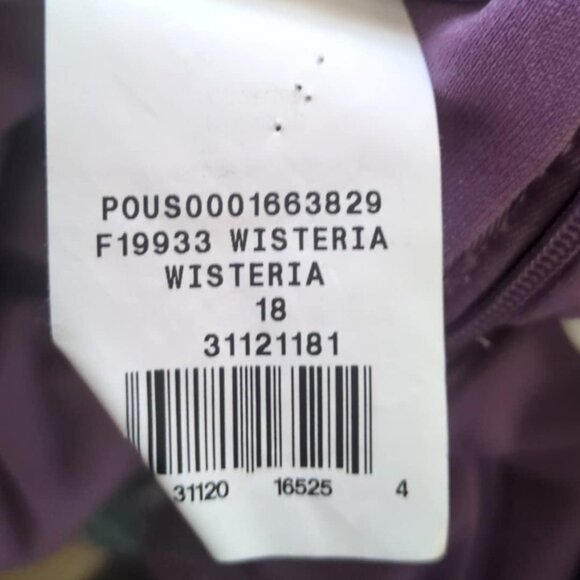 POUS0001663829
F19933 WISTERIA
WISTERIA
18
31121181
31120 16525 4